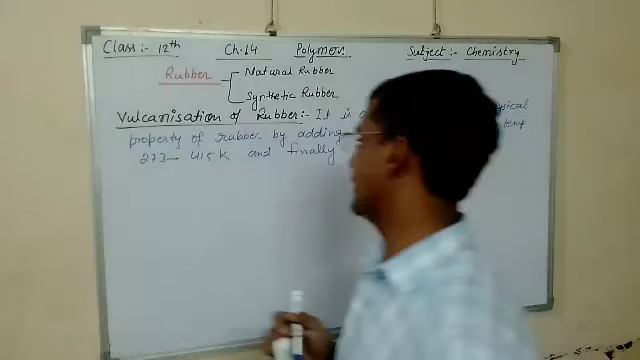 Class :- 12th Ch-14 Polymers Subject :- Chemistry
Rubber Natural Rubber
Synthetic Rubber
Vulcanisation of Rubber :- It is
property of rubber by adding temp
273 - 415 K and finally